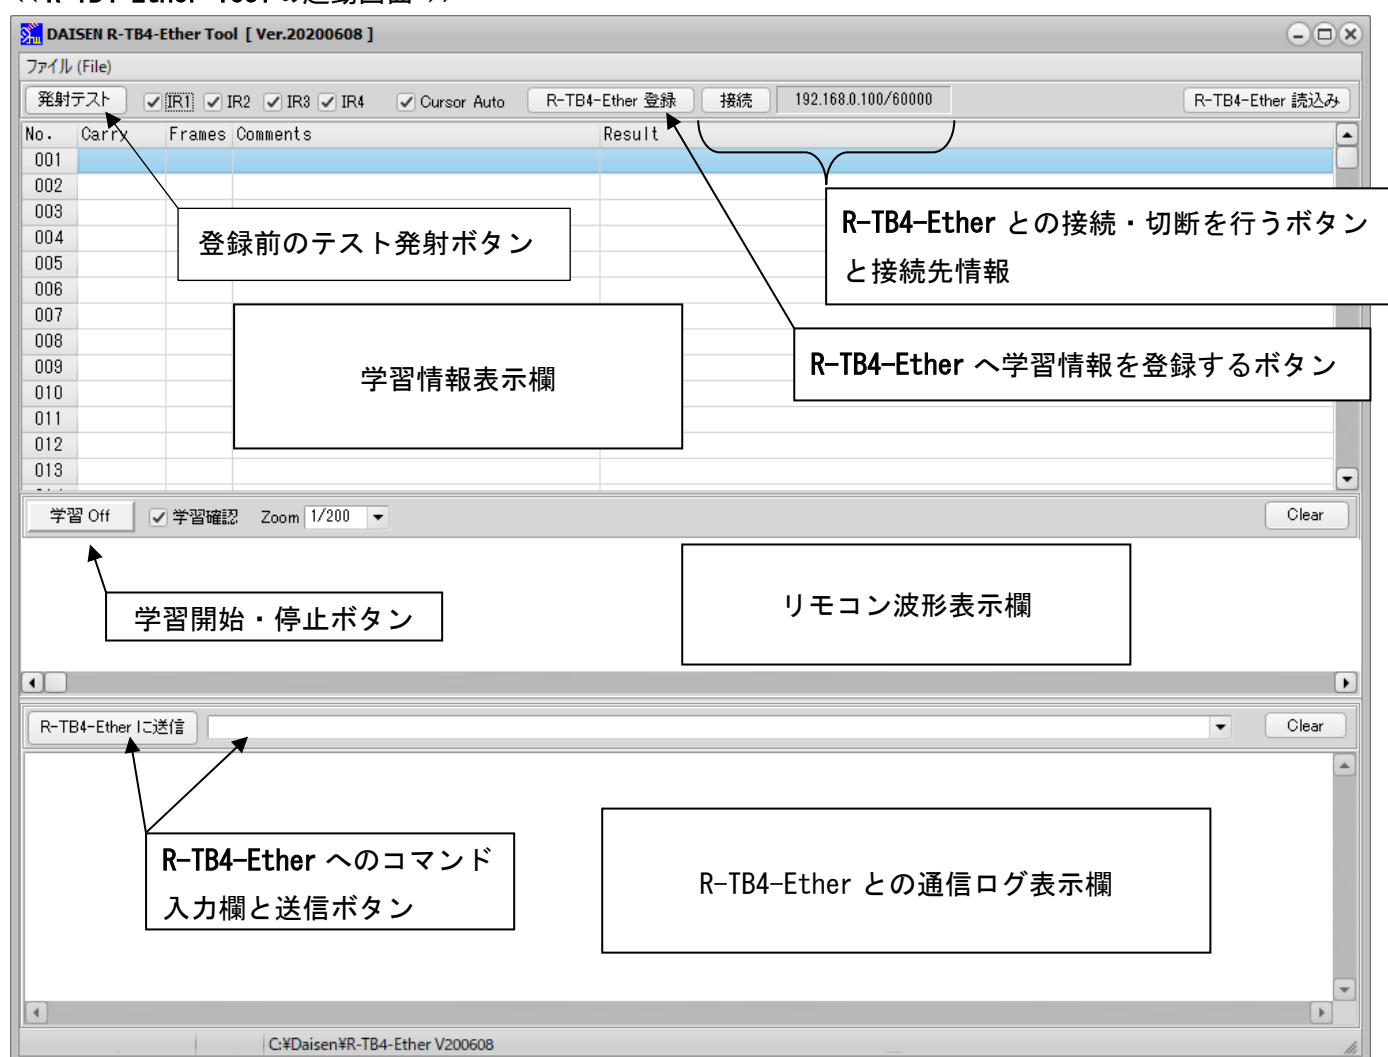 DAISEN R-TB4-Ether Tool [ Ver.20200608 ]
ファイル (File)
発射テスト IR1 IR2 IR3 IR4 Cursor Auto R-TB4-Ether 登録 接続 192.168.0.100/60000 R-TB4-Ether 読込み
No. Carry Frames Comments Result
001
002
003
004
005
006
007
008
009
010
011
012
013
登録前のテスト発射ボタン
R-TB4-Ether との接続・切断を行うボタン
と接続先情報
R-TB4-Ether へ学習情報を登録するボタン
学習情報表示欄
学習 Off 学習確認 Zoom 1/200 Clear
学習開始・停止ボタン
リモコン波形表示欄
R-TB4-Ether に送信 Clear
R-TB4-Ether へのコマンド
入力欄と送信ボタン
R-TB4-Ether との通信ログ表示欄
C:¥Daisen¥R-TB4-Ether V200608